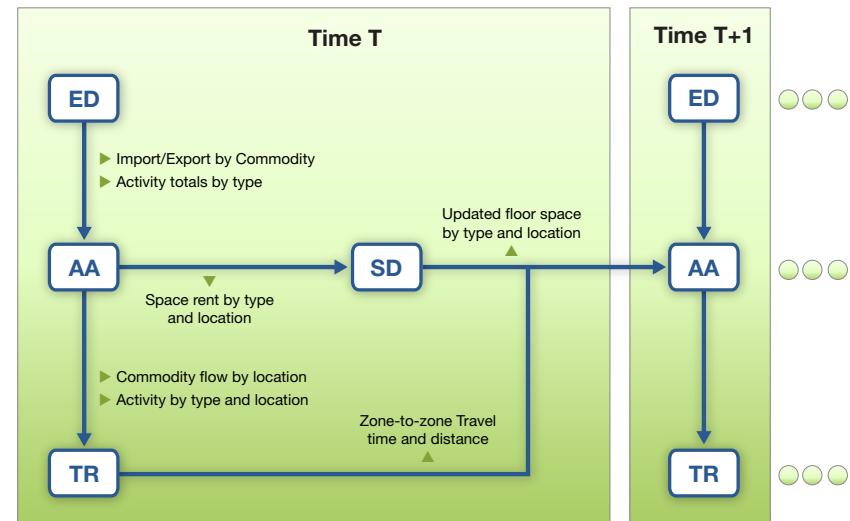 Time T
Time T+1
ED
ED
Import/Export by Commodity
Activity totals by type
Updated floor space
by type and location
AA
SD
AA
Space rent by type
and location
Commodity flow by location
Activity by type and location
Zone-to-zone Travel
time and distance
TR
TR